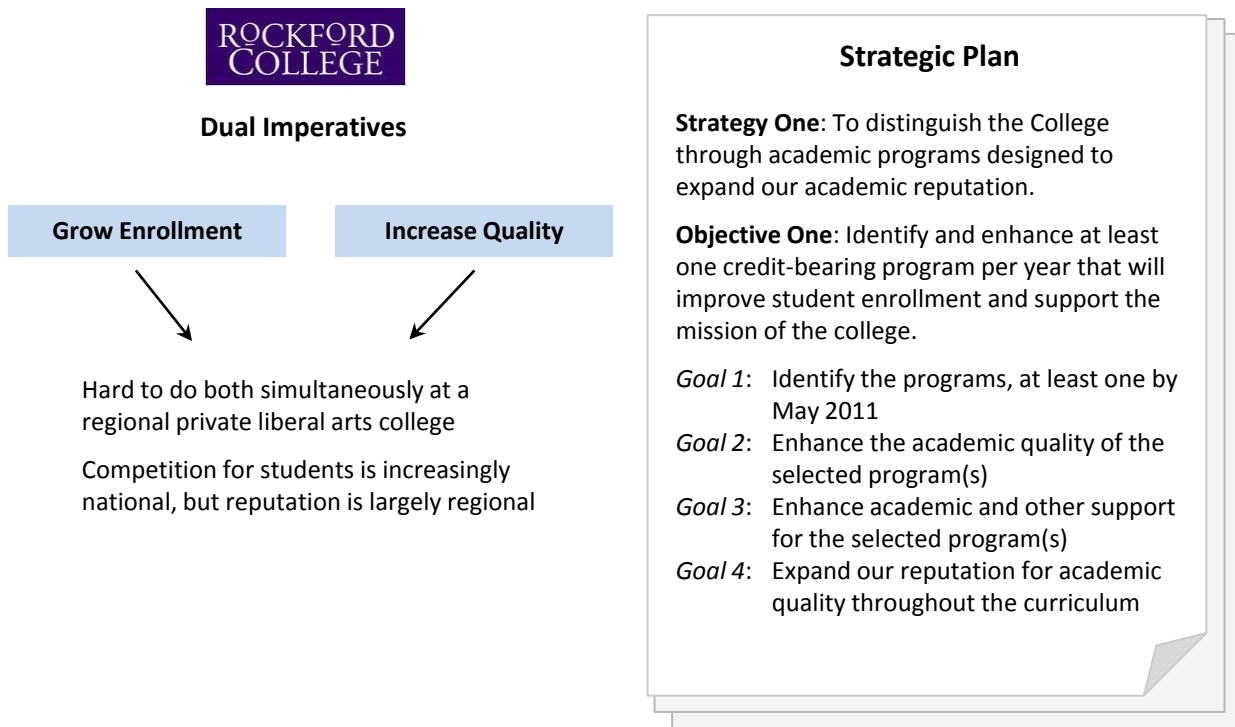 ROCKFORD
COLLEGE
Dual Imperatives
Grow Enrollment
Increase Quality
Hard to do both simultaneously at a
regional private liberal arts college
Competition for students is increasingly
national, but reputation is largely regional
Strategic Plan
Strategy One: To distinguish the College
through academic programs designed to
expand our academic reputation.
Objective One: Identify and enhance at least
one credit-bearing program per year that will
improve student enrollment and support the
mission of the college.
Goal 1: Identify the programs, at least one by
May 2011
Goal 2: Enhance the academic quality of the
selected program(s)
Goal 3: Enhance academic and other support
for the selected program(s)
Goal 4: Expand our reputation for academic
quality throughout the curriculum